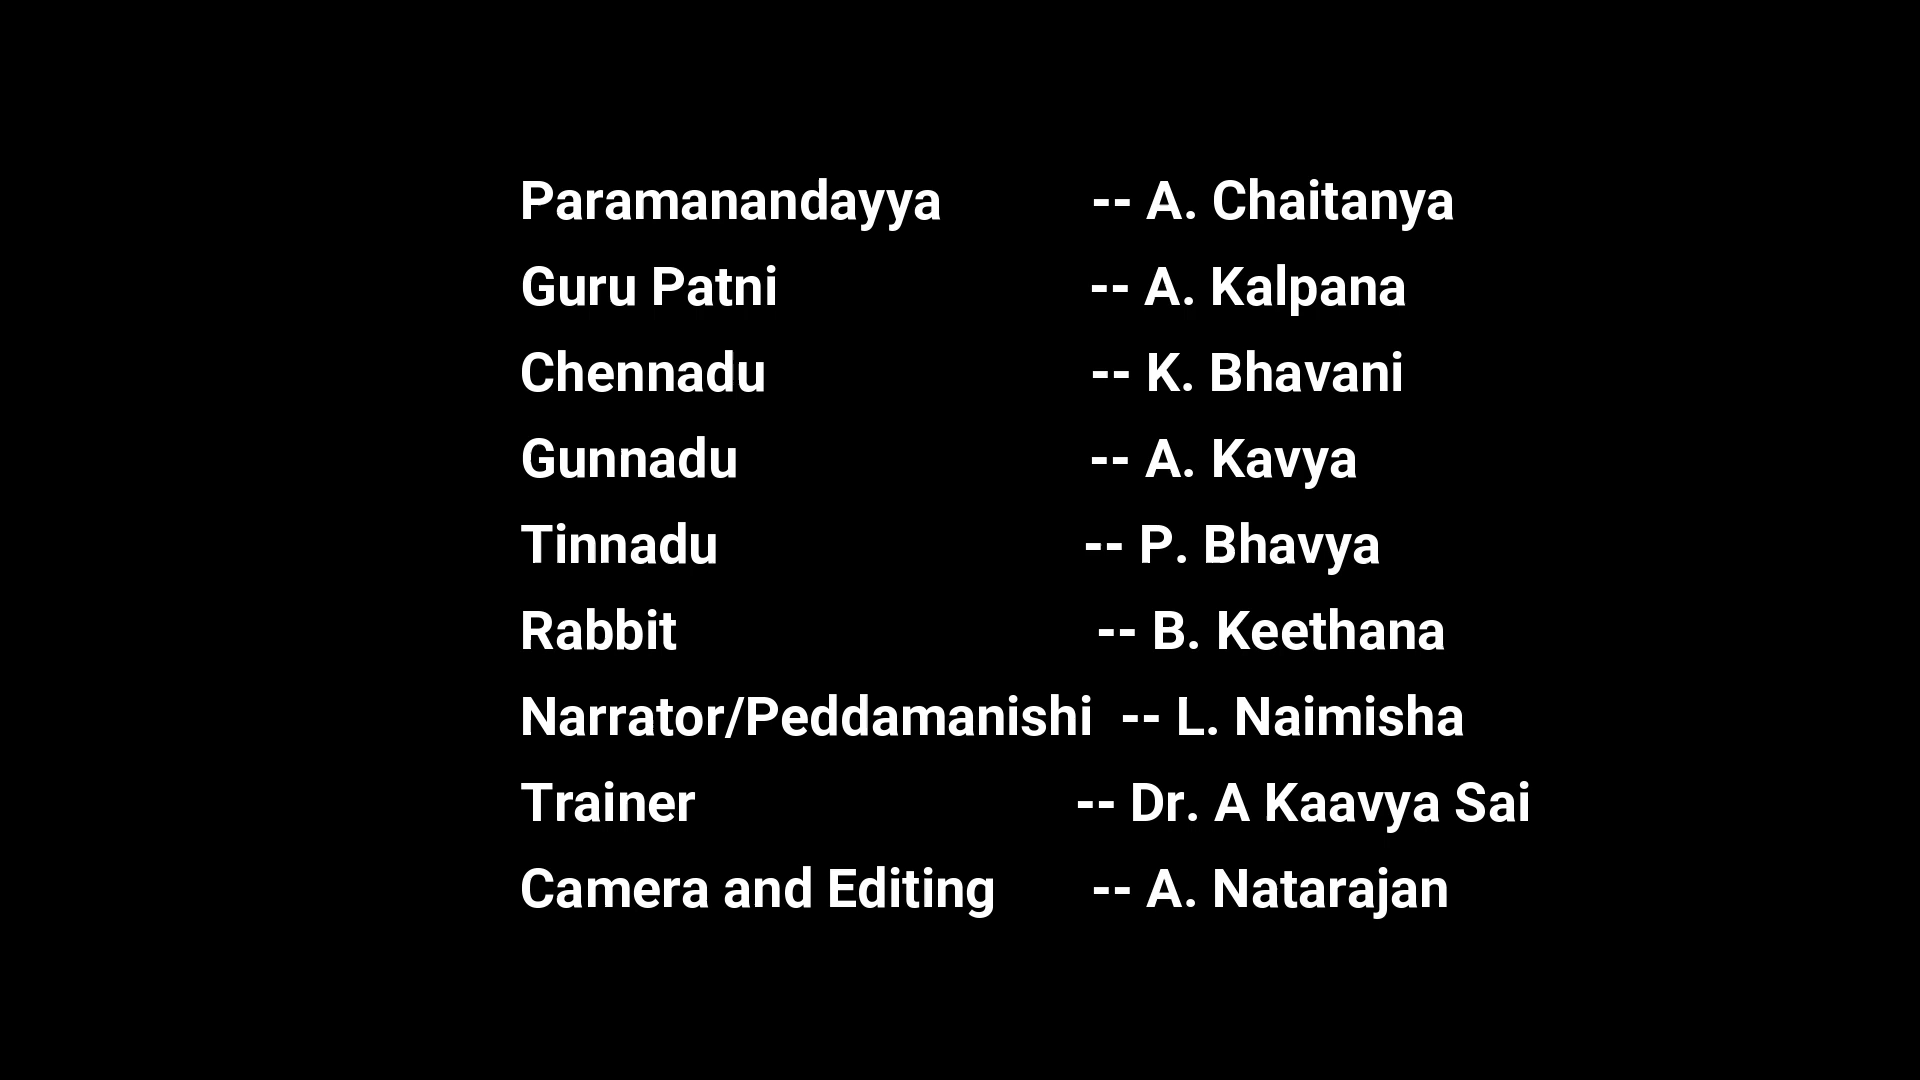 Paramanandayya -- A. Chaitanya
Guru Patni -- A. Kalpana
Chennadu -- K. Bhavani
Gunnadu -- A. Kavya
Tinnadu -- P. Bhavya
Rabbit -- B. Keethana
Narrator/Peddamanishi -- L. Naimisha
Trainer -- Dr. A Kaavya Sai
Camera and Editing -- A. Natarajan